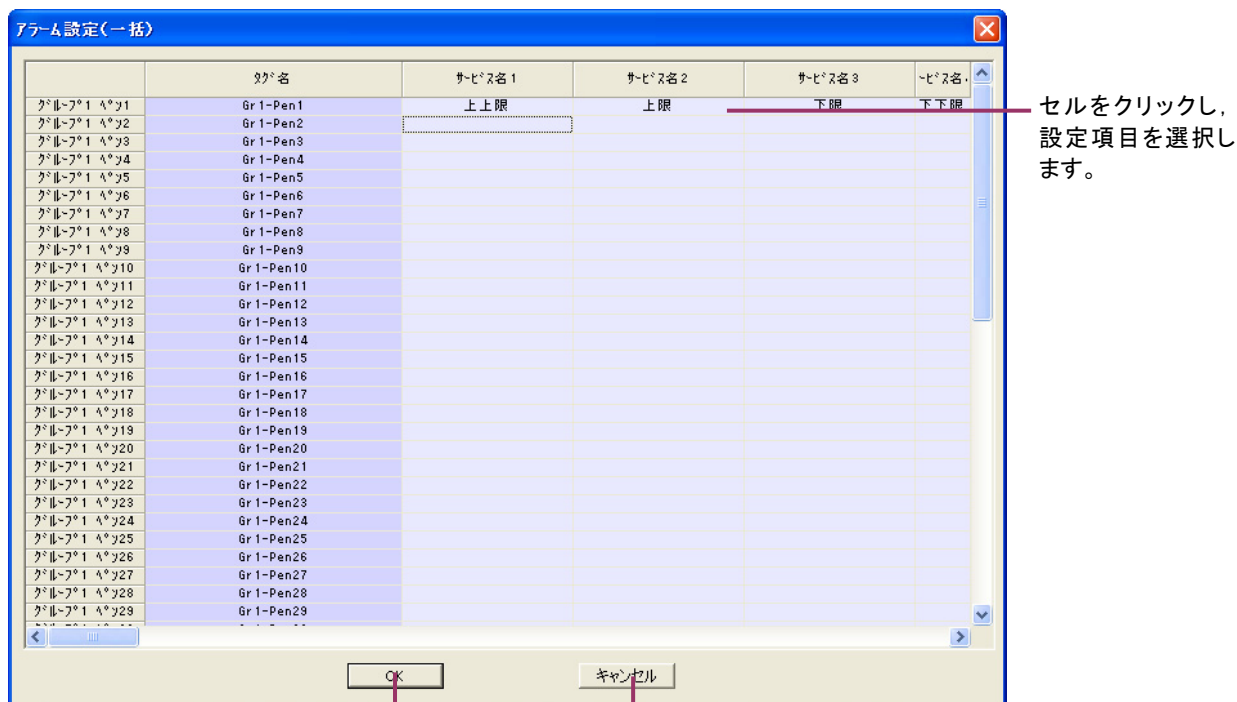 アラーム設定(一括)
ﾀｸﾞ名 ｻｰﾋﾞｽ名1 ｻｰﾋﾞｽ名2 ｻｰﾋﾞｽ名3 ｰﾋﾞｽ名
ｸﾞﾙｰﾌﾟ1 ﾍﾟﾝ1 Gr1-Pen1 上上限 上限 下限 下下限
ｸﾞﾙｰﾌﾟ1 ﾍﾟﾝ2 Gr1-Pen2
ｸﾞﾙｰﾌﾟ1 ﾍﾟﾝ3 Gr1-Pen3
ｸﾞﾙｰﾌﾟ1 ﾍﾟﾝ4 Gr1-Pen4
ｸﾞﾙｰﾌﾟ1 ﾍﾟﾝ5 Gr1-Pen5
ｸﾞﾙｰﾌﾟ1 ﾍﾟﾝ6 Gr1-Pen6
ｸﾞﾙｰﾌﾟ1 ﾍﾟﾝ7 Gr1-Pen7
ｸﾞﾙｰﾌﾟ1 ﾍﾟﾝ8 Gr1-Pen8
ｸﾞﾙｰﾌﾟ1 ﾍﾟﾝ9 Gr1-Pen9
ｸﾞﾙｰﾌﾟ1 ﾍﾟﾝ10 Gr1-Pen10
ｸﾞﾙｰﾌﾟ1 ﾍﾟﾝ11 Gr1-Pen11
ｸﾞﾙｰﾌﾟ1 ﾍﾟﾝ12 Gr1-Pen12
ｸﾞﾙｰﾌﾟ1 ﾍﾟﾝ13 Gr1-Pen13
ｸﾞﾙｰﾌﾟ1 ﾍﾟﾝ14 Gr1-Pen14
ｸﾞﾙｰﾌﾟ1 ﾍﾟﾝ15 Gr1-Pen15
ｸﾞﾙｰﾌﾟ1 ﾍﾟﾝ16 Gr1-Pen16
ｸﾞﾙｰﾌﾟ1 ﾍﾟﾝ17 Gr1-Pen17
ｸﾞﾙｰﾌﾟ1 ﾍﾟﾝ18 Gr1-Pen18
ｸﾞﾙｰﾌﾟ1 ﾍﾟﾝ19 Gr1-Pen19
ｸﾞﾙｰﾌﾟ1 ﾍﾟﾝ20 Gr1-Pen20
ｸﾞﾙｰﾌﾟ1 ﾍﾟﾝ21 Gr1-Pen21
ｸﾞﾙｰﾌﾟ1 ﾍﾟﾝ22 Gr1-Pen22
ｸﾞﾙｰﾌﾟ1 ﾍﾟﾝ23 Gr1-Pen23
ｸﾞﾙｰﾌﾟ1 ﾍﾟﾝ24 Gr1-Pen24
ｸﾞﾙｰﾌﾟ1 ﾍﾟﾝ25 Gr1-Pen25
ｸﾞﾙｰﾌﾟ1 ﾍﾟﾝ26 Gr1-Pen26
ｸﾞﾙｰﾌﾟ1 ﾍﾟﾝ27 Gr1-Pen27
ｸﾞﾙｰﾌﾟ1 ﾍﾟﾝ28 Gr1-Pen28
ｸﾞﾙｰﾌﾟ1 ﾍﾟﾝ29 Gr1-Pen29
OK キャンセル
セルをクリックし，
設定項目を選択し
ます。